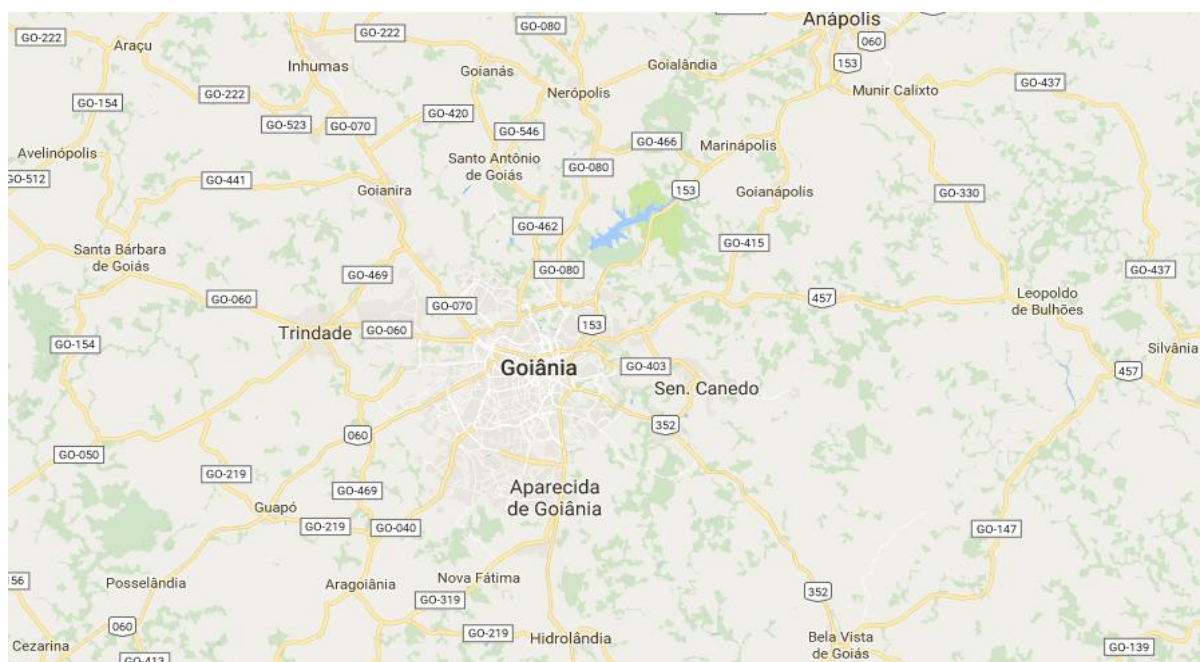 Anápolis
GO-222
GO-080
GO-222
060
Araçu
153
Inhumas
Goianás
Goialândia
GO-437
Nerópolis
Munir Calixto
GO-222
GO-154
GO-420
GO-523
GO-070
GO-546
GO-466
Marinápolis
Avelinópolis
Santo Antônio
de Goiás
GO-080
GO-512
GO-441
Goianira
153
Goianápolis
GO-330
GO-462
GO-415
Santa Bárbara
de Goiás
GO-469
GO-080
GO-437
GO-060
GO-070
457
Leopoldo
de Bulhões
Trindade
GO-060
153
GO-154
Silvânia
Goiânia
GO-403
457
Sen. Canedo
352
060
GO-050
GO-219
Aparecida
de Goiânia
GO-469
Guapó
GO-219
GO-040
GO-147
156
Posselândia
Aragoiânia
Nova Fátima
352
GO-319
060
GO-219
Hidrolândia
Bela Vista
de Goiás
Cezarina
GO-139
GO-413